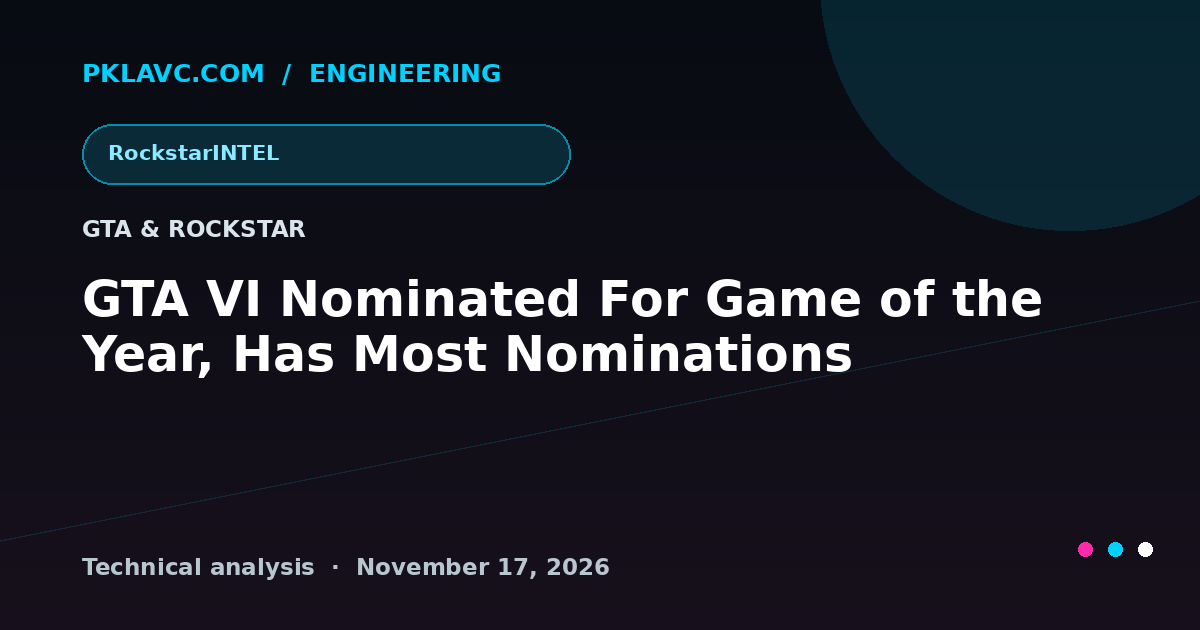 PKLAVC.COM / ENGINEERING
RockstarINTEL
GTA & ROCKSTAR
GTA VI Nominated For Game of the
Year, Has Most Nominations
Technical analysis · November 17, 2026